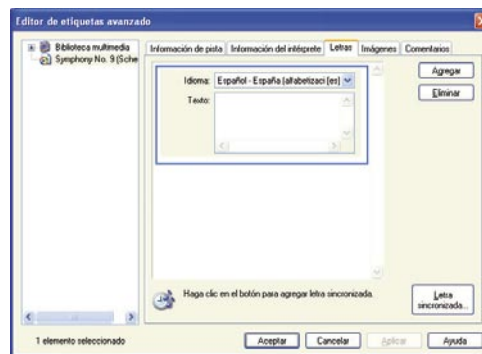 Editor de etiquetas avanzado
Biblioteca multimedia
Symphony No. 9 (Sche
Información de pista
Información del intérprete
Letras
Imágenes
Comentarios
Idioma: Español - España (alfabetizaci [es]
Texto:
Agregar
Eliminar
Haga clic en el botón para agregar letra sincronizada.
Letra
sincronizada...
1 elemento seleccionado
Aceptar
Cancelar
Aplicar
Ayuda